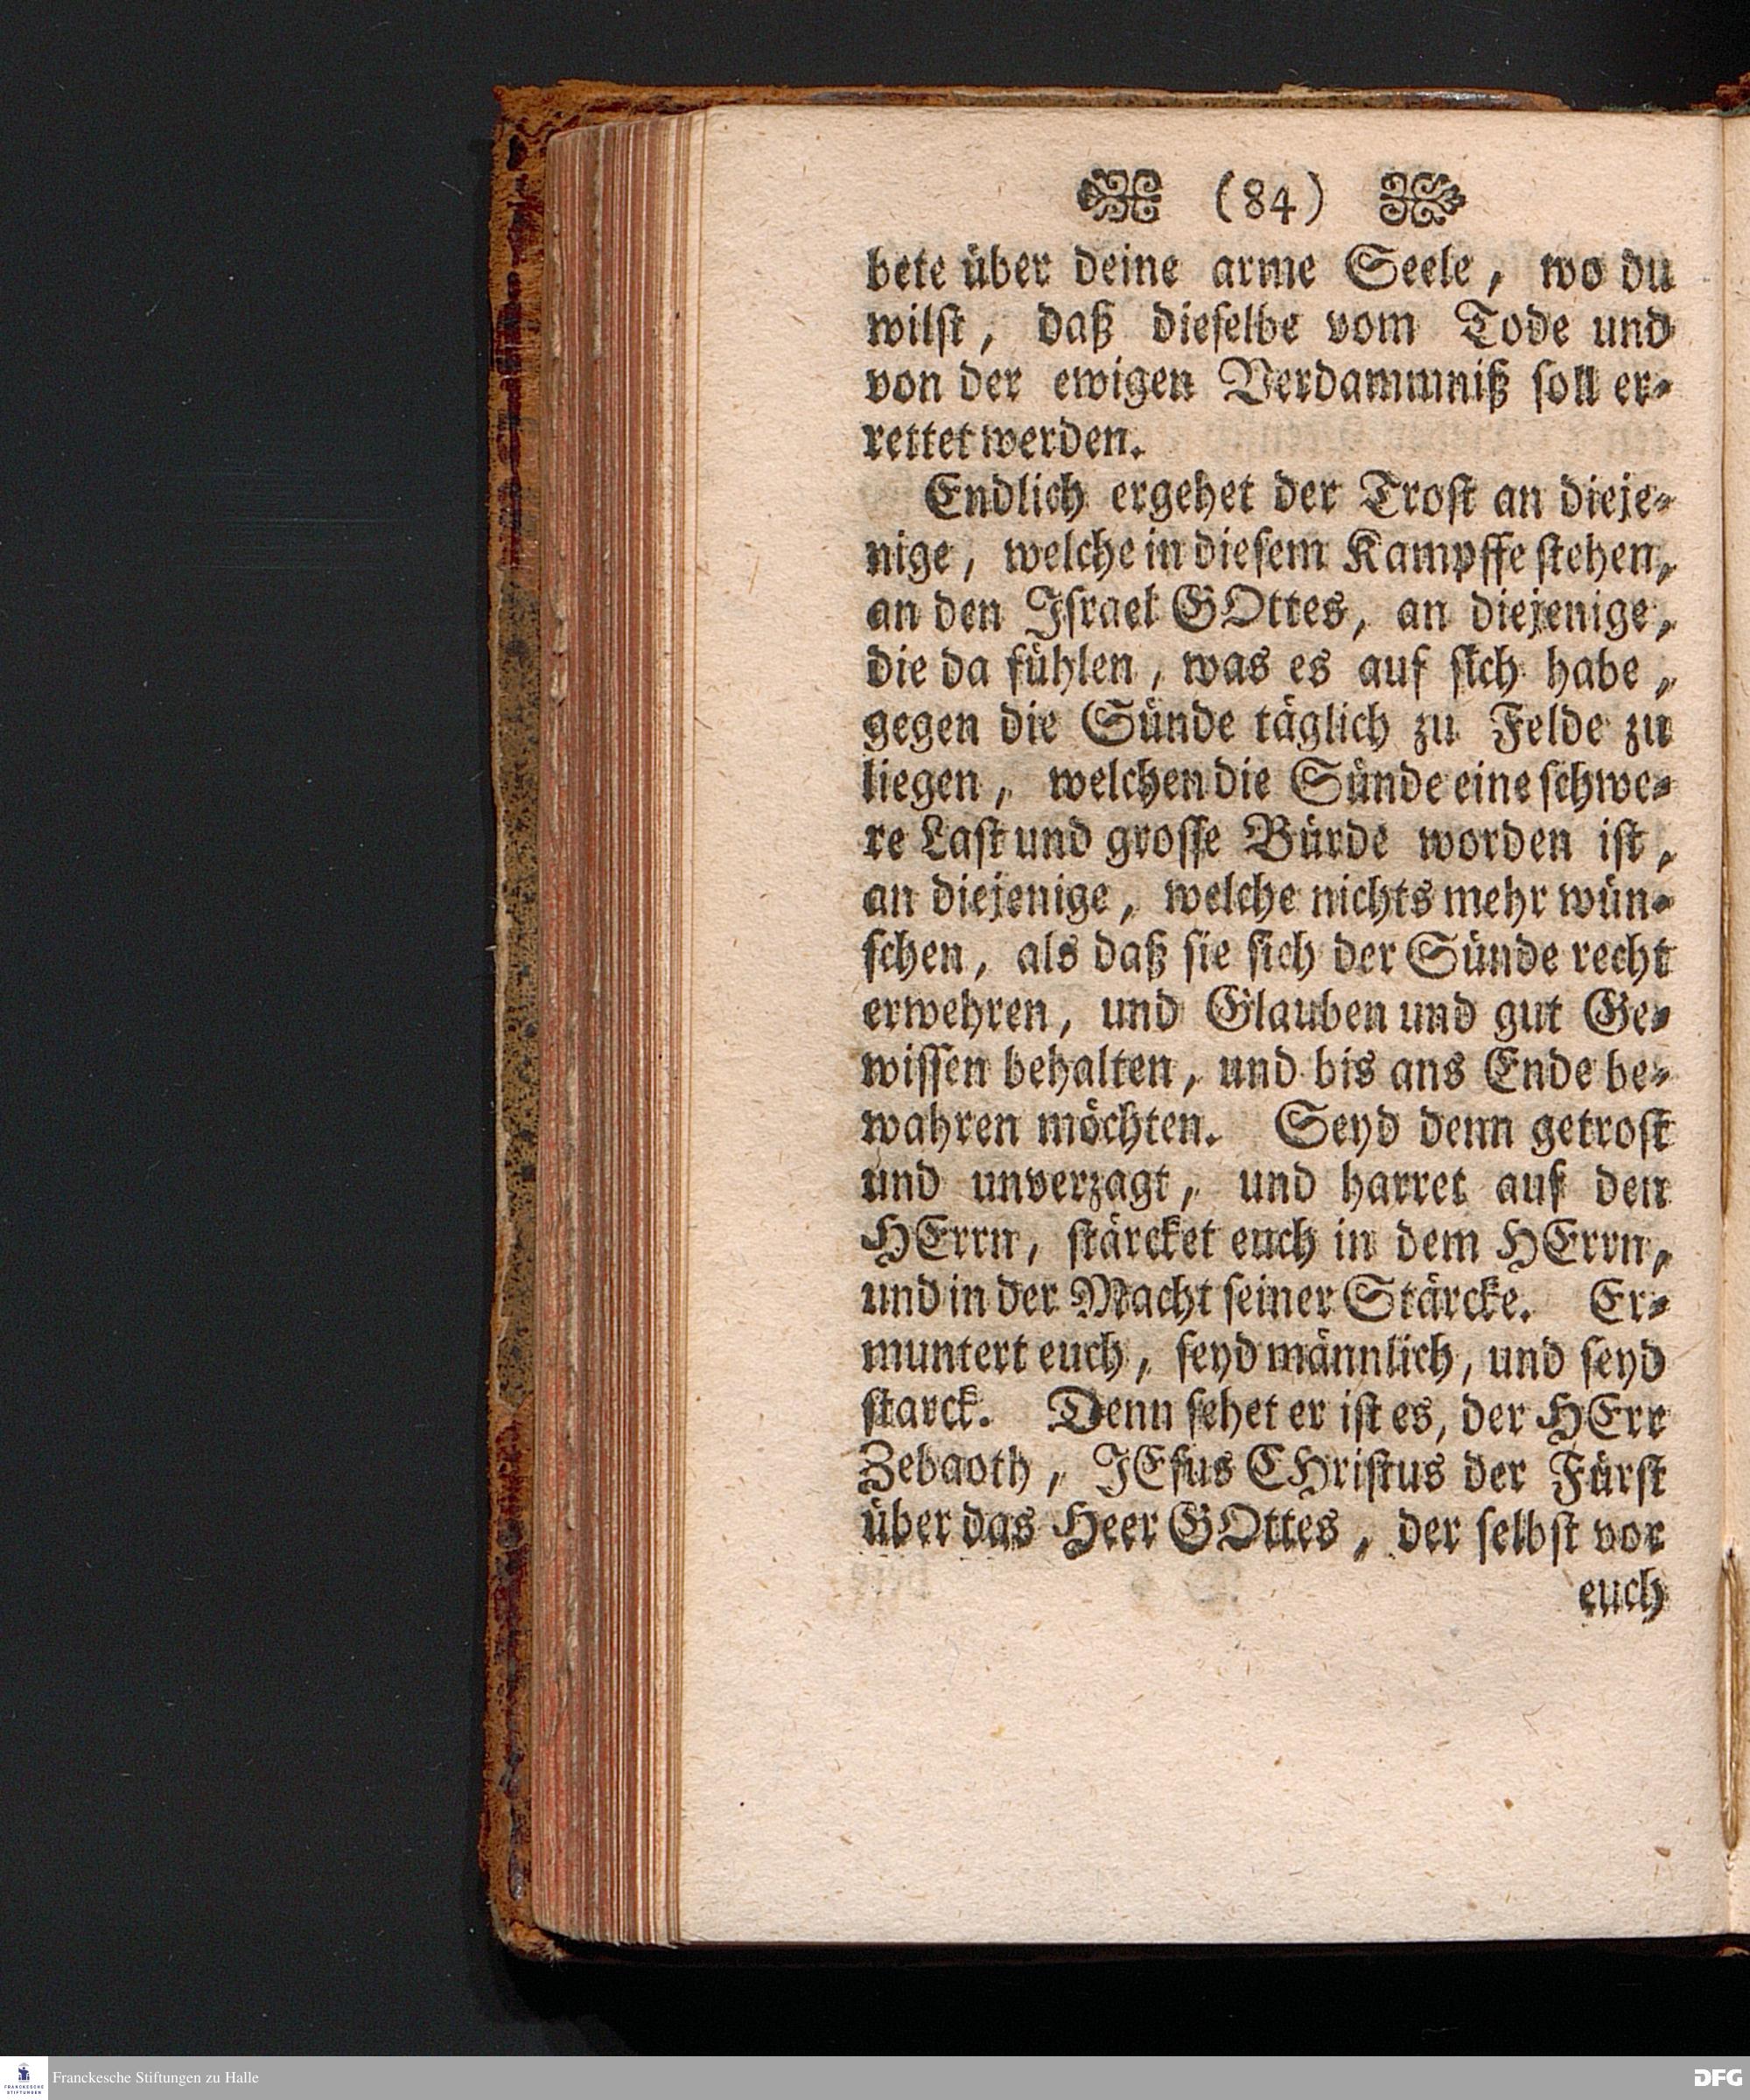 (84)
bete über deine arme Seele, wo du
wilſt, daß dieſelbe vom Tode und
von der ewigen Verdammniß ſoll er⸗
rettet werden.
Endlich ergehet der Troſt an dieje⸗
nige, welche in dieſem Kampffe ſtehen,
an den Iſrael GOttes, an diejenige,
die da fühlen, was es auf ſich habe,
gegen die Sünde täglich zu Felde zu
liegen, welchen die Sünde eine ſchwe⸗
re Laſt und groſſe Bürde worden iſt,
an diejenige, welche nichts mehr wün⸗
ſchen, als daß ſie ſich der Sünde recht
erwehren, und Glauben und gut Ge⸗
wiſſen behalten, und bis ans Ende be⸗
wahren möchten. Seyd denn getroſt
und unverzagt, und harret auf den
HErrn, ſtärcket euch in dem HErrn,
und in der Macht ſeiner Stärcke. Er⸗
muntert euch, ſeyd männlich, und ſeyd
ſtarck. Denn ſehet er iſt es, der HErr
Zebaoth, JEſus CHriſtus der Fürſt
über das Heer GOttes, der ſelbſt vor
euch
FRANCKESCHE
STIFTUNGEN
Franckesche Stiftungen zu Halle
DFG